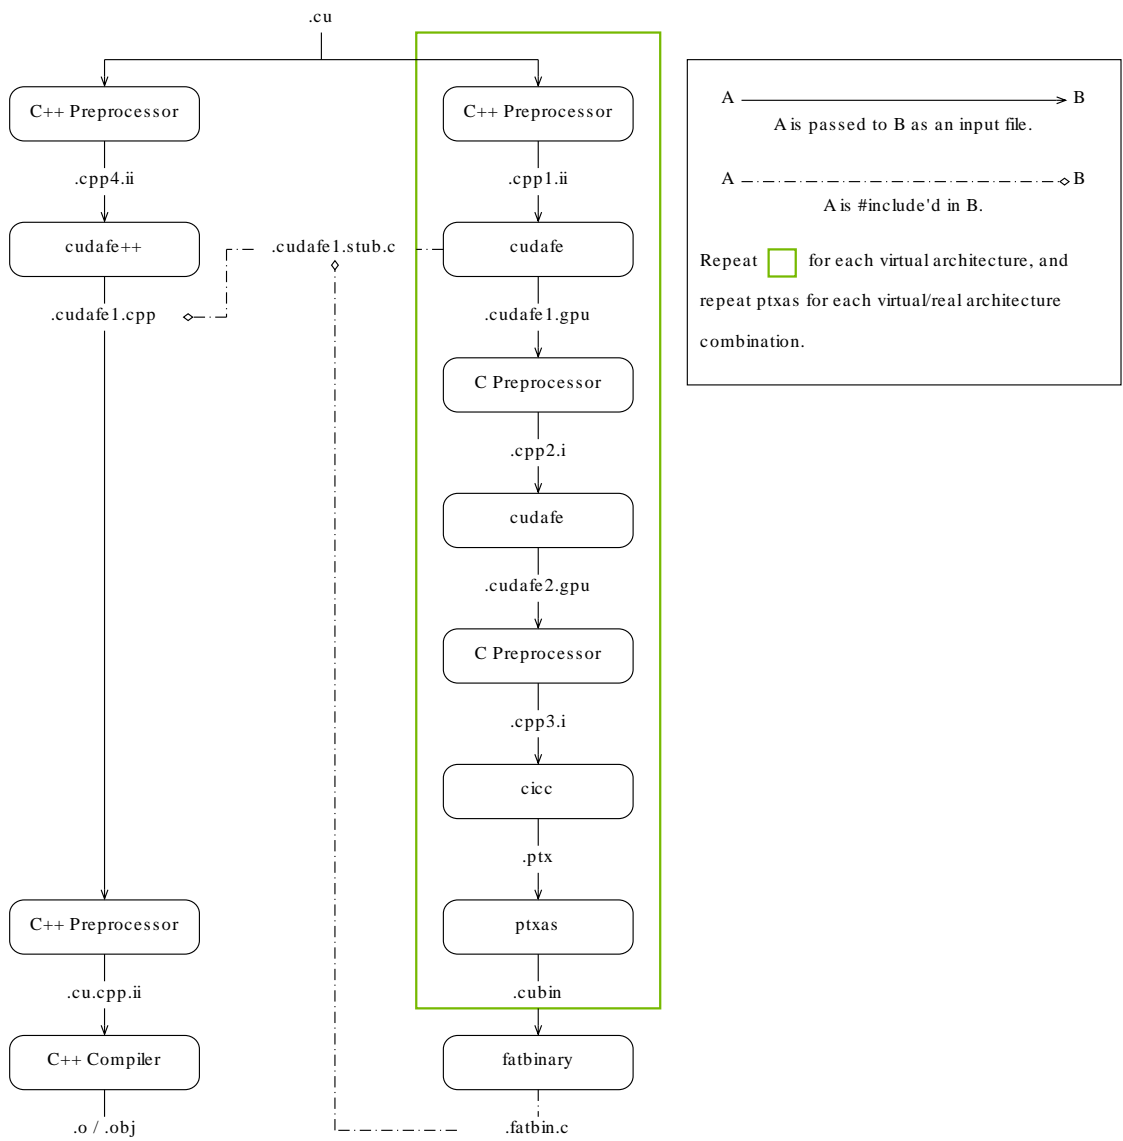 .cu
C++ Preprocessor
C++ Preprocessor
.cpp4.ii
.cpp1.ii
cudafe++
.cudafe1.stub.c
cudafe
.cudafe1.cpp
.cudafe1.gpu
C Preprocessor
.cpp2.i
cudafe
.cudafe2.gpu
C Preprocessor
.cpp3.i
cicc
.ptx
C++ Preprocessor
ptxas
.cu.cpp.ii
.cubin
C++ Compiler
fatbinary
.o / .obj
.fatbin.c
A B
A is passed to B as an input file.
A B
A is #include'd in B.
Repeat for each virtual architecture, and
repeat ptxas for each virtual/real architecture
combination.